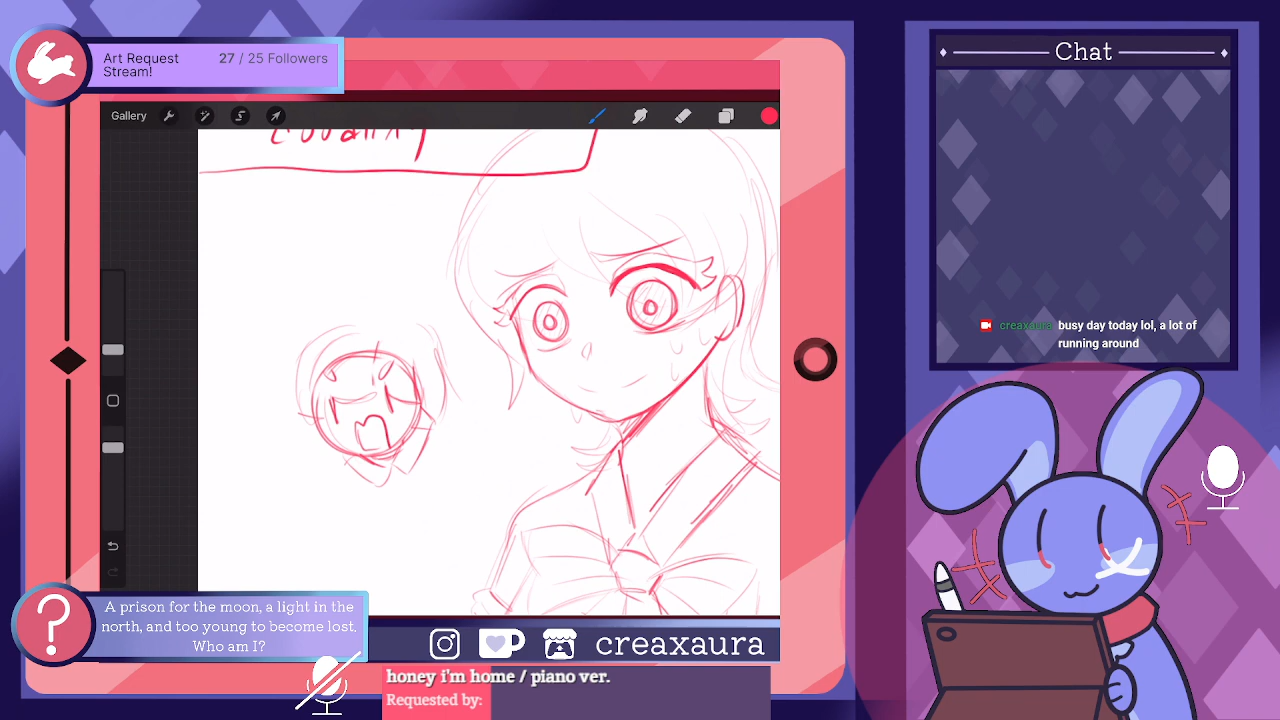 Art Request
Stream!
27 / 25 Followers
Chat
Gallery
creaxaura busy day today lol, a lot of
running around
A prison for the moon, a light in the
north, and too young to become lost.
Who am I?
creaxaura
honey i'm home / piano ver.
Requested by: